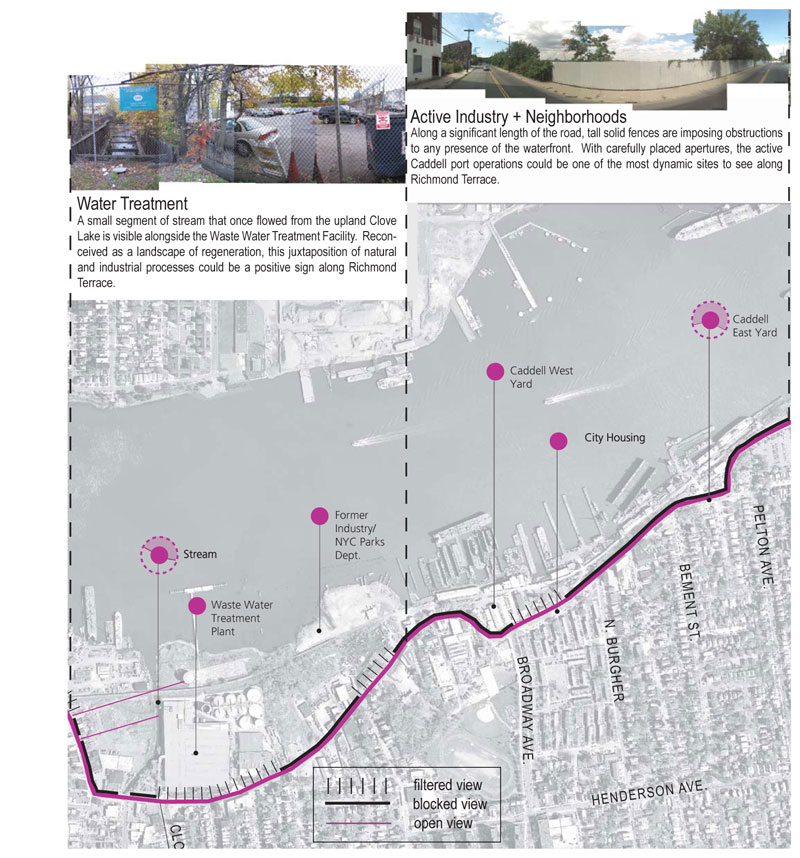 Active Industry + Neighborhoods
Along a significant length of the road, tall solid fences are imposing obstructions
to any presence of the waterfront. With carefully placed apertures, the active
Caddell port operations could be one of the most dynamic sites to see along
Richmond Terrace.
Water Treatment
A small segment of stream that once flowed from the upland Clove
Lake is visible alongside the Waste Water Treatment Facility. Recon-
ceived as a landscape of regeneration, this juxtaposition of natural
and industrial processes could be a positive sign along Richmond
Terrace.
Caddell
East Yard
Caddell West
Yard
City Housing
Former
Industry/
NYC Parks
Dept.
Stream
Waste Water
Treatment
Plant
PELTON AVE.
BEMENT ST.
N. BURGHER
BROADWAY AVE.
HENDERSON AVE.
CLO
filtered view
blocked view
open view